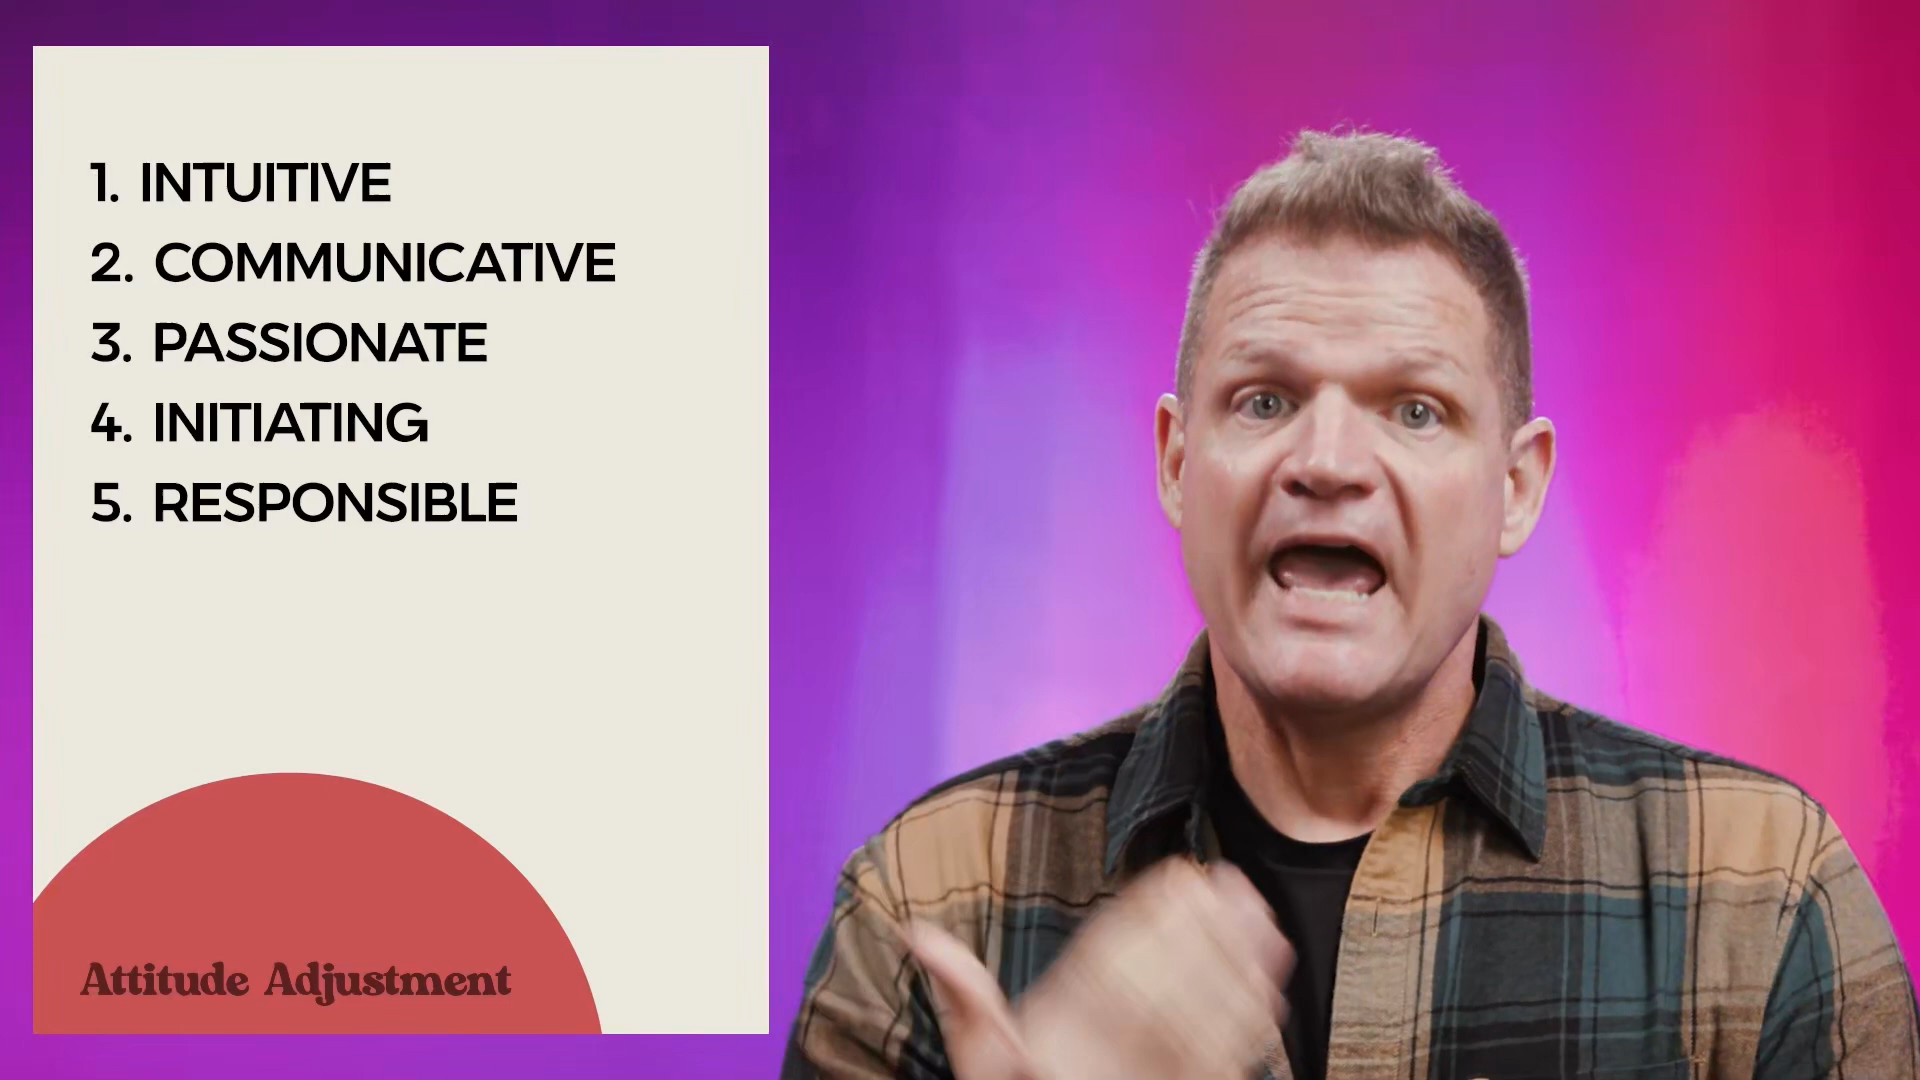 1. INTUITIVE
2. COMMUNICATIVE
3. PASSIONATE
4. INITIATING
5. RESPONSIBLE
Attitude Adjustment